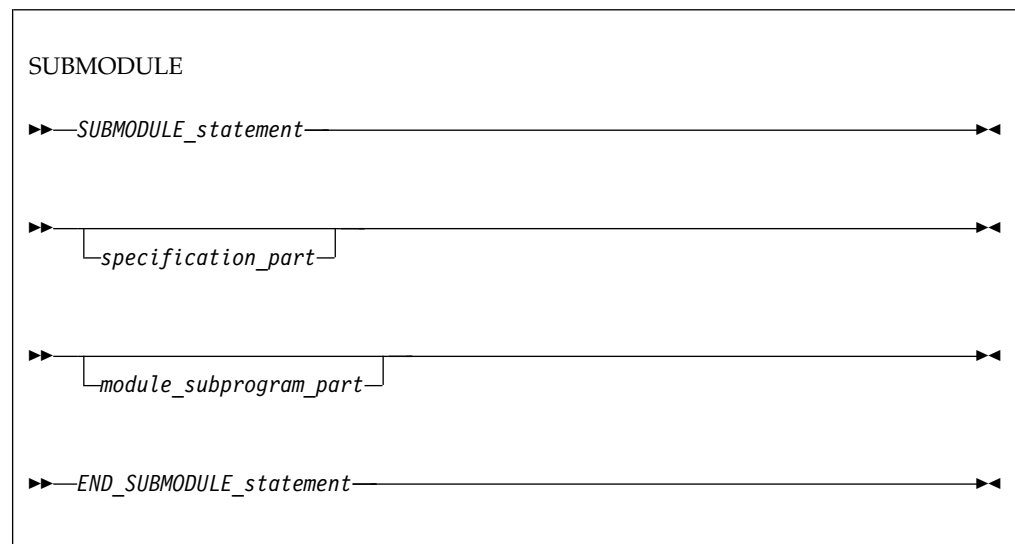 SUBMODULE
SUBMODULE_statement
specification_part
module_subprogram_part
END_SUBMODULE_statement